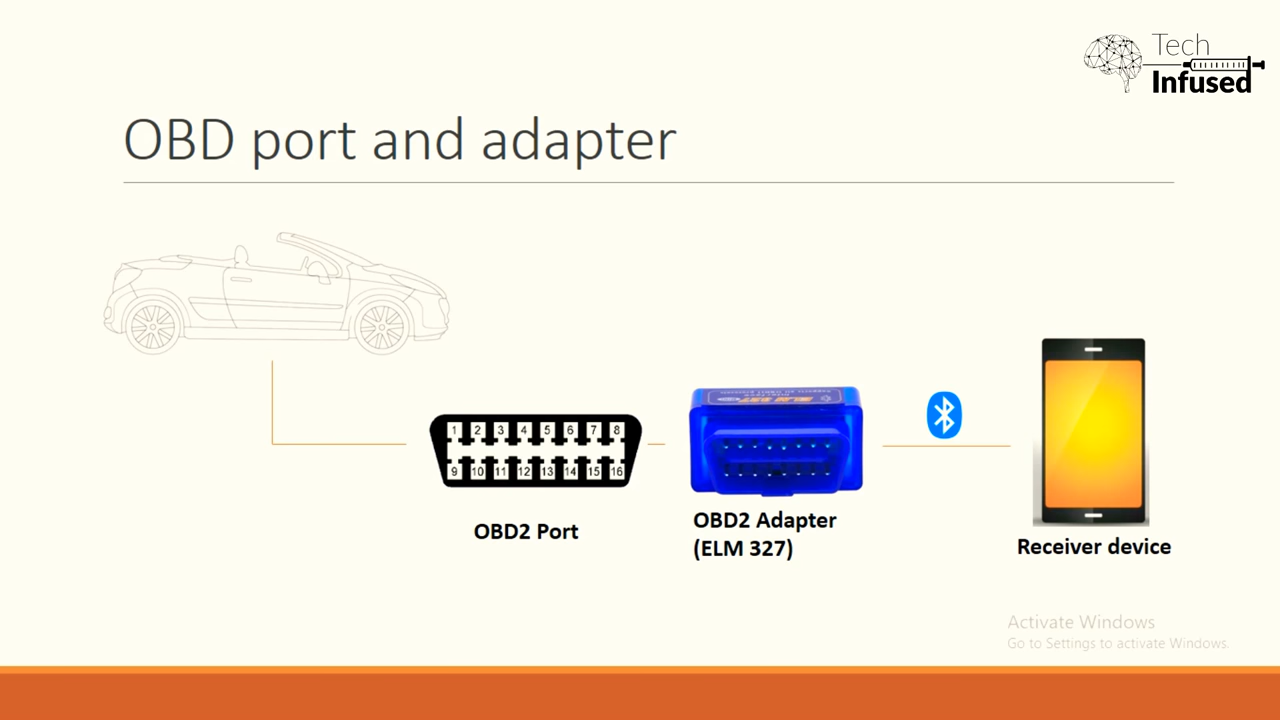 Tech
Infused
OBD port and adapter
1 2 3 4 5 6 7 8
9 10 11 12 13 14 15 16
OBD2 Port
OBD2 Adapter
(ELM 327)
Receiver device
Activate Windows
Go to Settings to activate Windows.